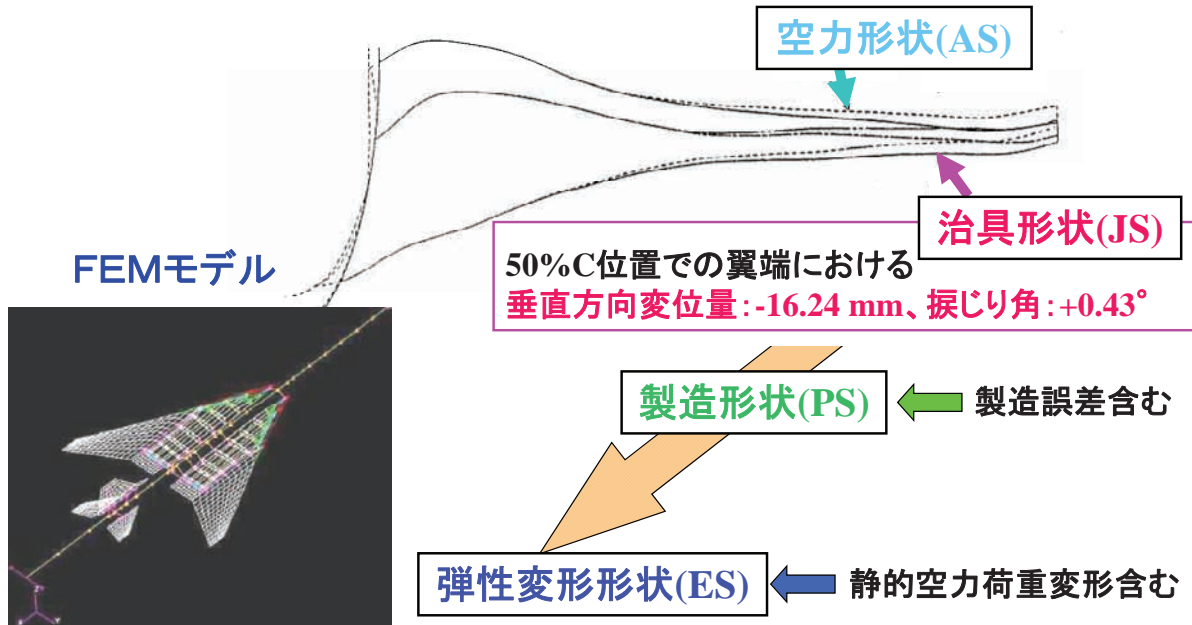 空力形状(AS)
治具形状(JS)
50%C位置での翼端における
垂直方向変位量:-16.24 mm、捩じり角:+0.43°
FEMモデル
製造形状(PS)
製造誤差含む
弾性変形形状(ES)
静的空力荷重変形含む